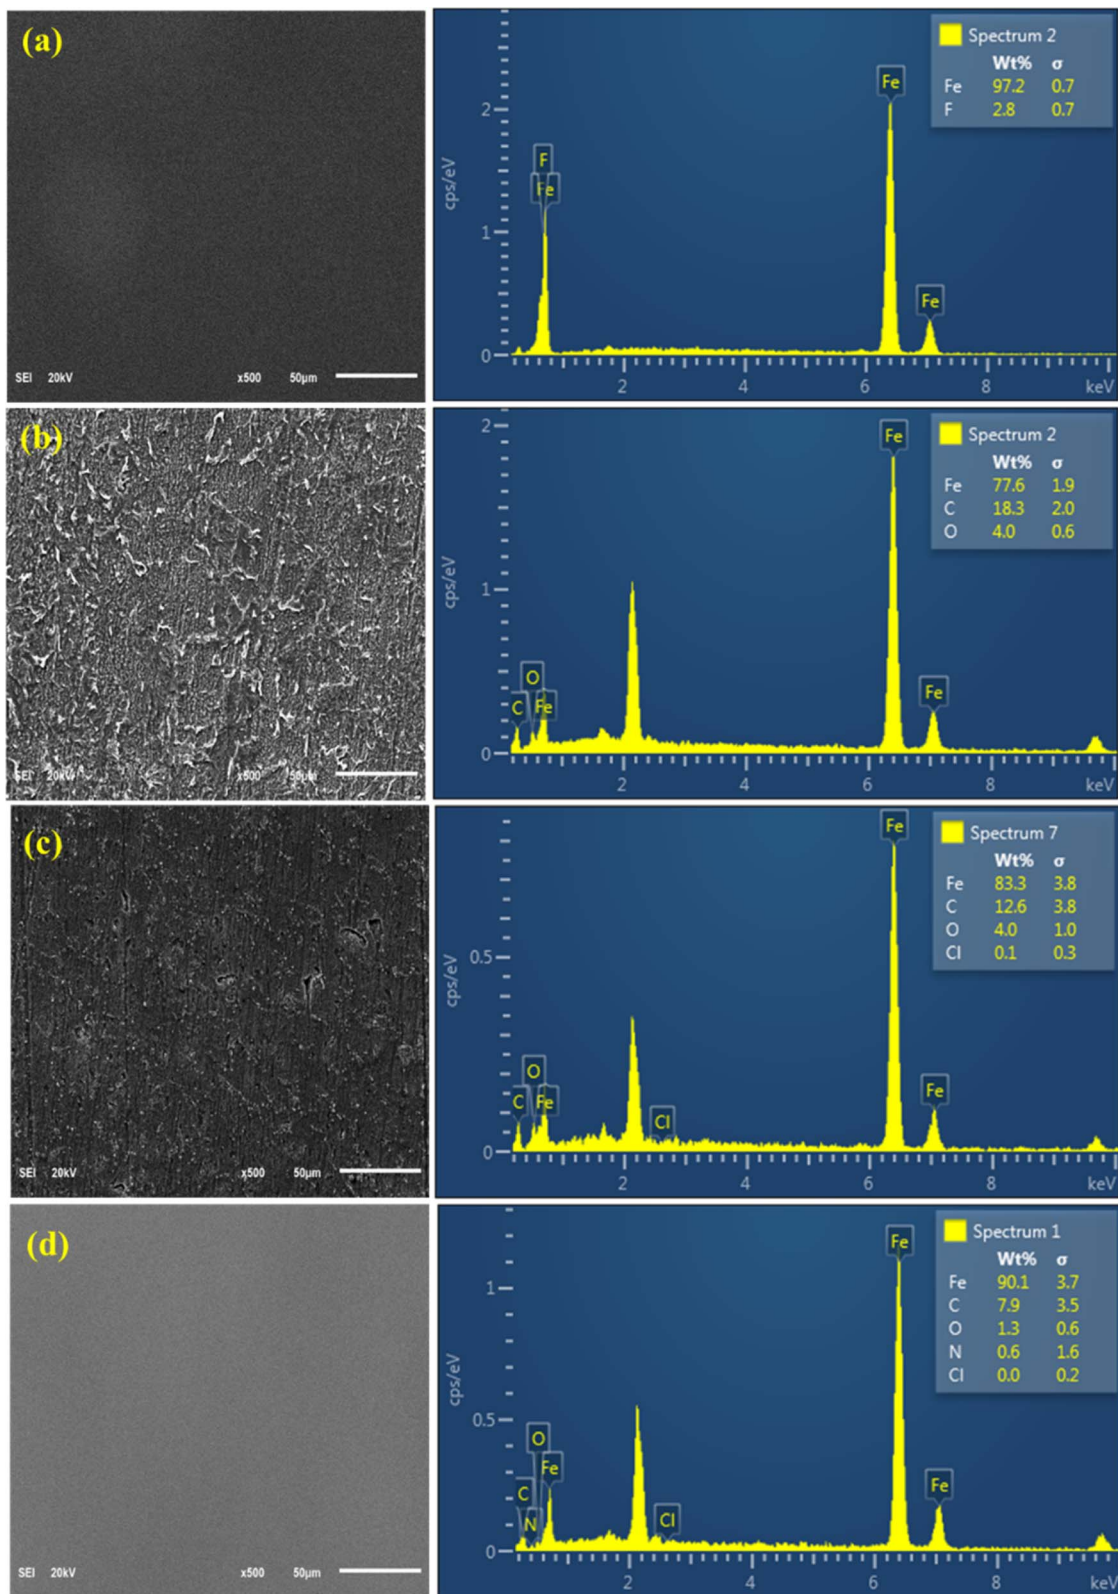 (a)
SEI 20kV x500 50µm
Spectrum 2
Wt% σ
Fe 97.2 0.7
F 2.8 0.7
Fe
F
Fe
Fe
2
1
0
cps/eV
2 4 6 8 keV
(b)
SEI 20kV x500 50µm
Spectrum 2
Wt% σ
Fe 77.6 1.9
C 18.3 2.0
O 4.0 0.6
Fe
O
C Fe
Fe
2
1
0
cps/eV
2 4 6 8 keV
(c)
SEI 20kV x500 50µm
Spectrum 7
Wt% σ
Fe 83.3 3.8
C 12.6 3.8
O 4.0 1.0
Cl 0.1 0.3
Fe
O
C Fe
Cl
Fe
0.5
0
cps/eV
2 4 6 8 keV
(d)
SEI 20kV x500 50µm
Spectrum 1
Wt% σ
Fe 90.1 3.7
C 7.9 3.5
O 1.3 0.6
N 0.6 1.6
Cl 0.0 0.2
Fe
O
Fe
C
N
Cl
Fe
1
0.5
0
cps/eV
2 4 6 8 keV